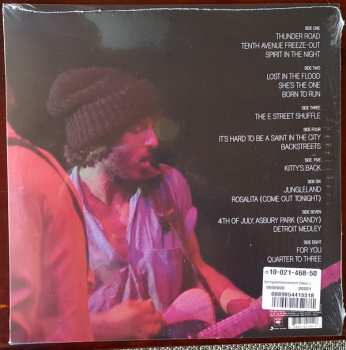 SIDE ONE
THUNDER ROAD
TENTH AVENUE FREEZE-OUT
SPIRIT IN THE NIGHT
SIDE TWO
LOST IN THE FLOOD
SHE'S THE ONE
BORN TO RUN
SIDE THREE
THE E STREET SHUFFLE
SIDE FOUR
IT'S HARD TO BE A SAINT IN THE CITY
BACKSTREETS
SIDE FIVE
KITTY'S BACK
SIDE SIX
JUNGLELAND
ROSALITA (COME OUT TONIGHT)
SIDE SEVEN
4TH OF JULY, ASBURY PARK (SANDY)
DETROIT MEDLEY
SIDE EIGHT
FOR YOU
QUARTER TO THREE
10-021-468-50